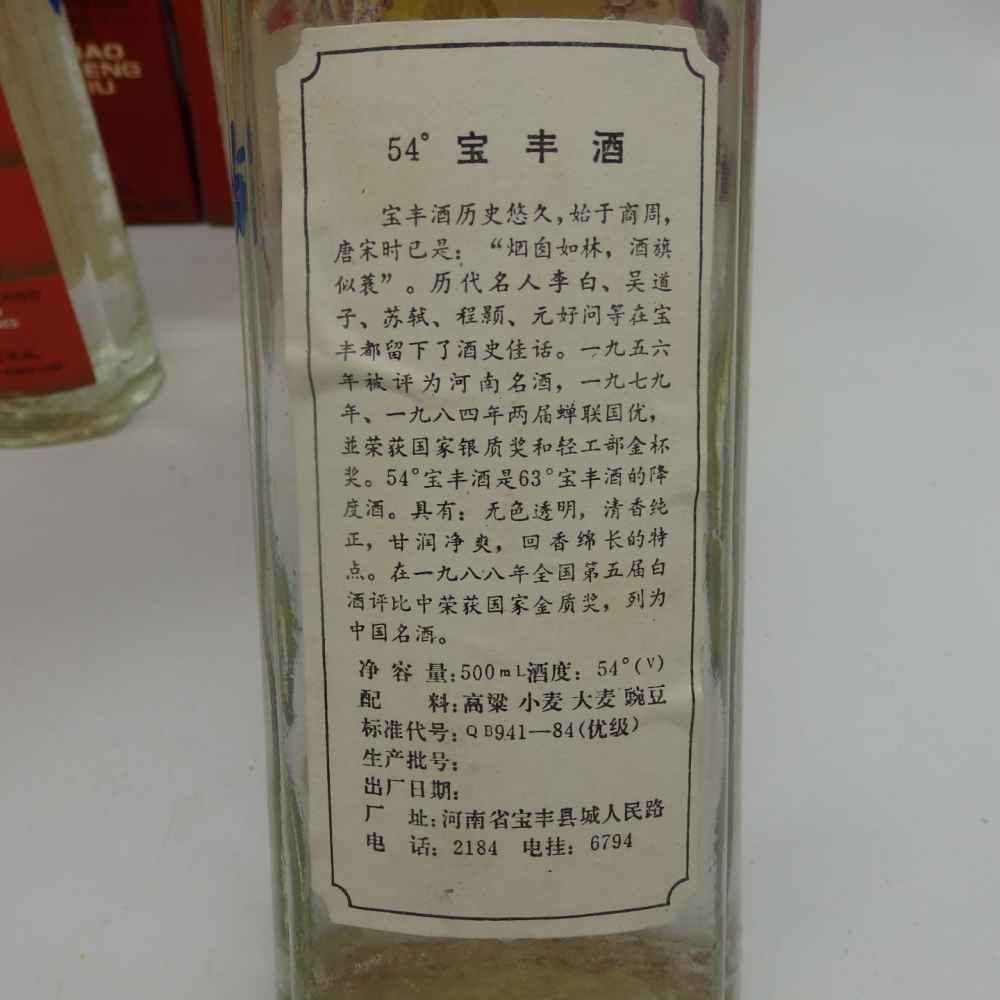 54° 宝丰酒
宝丰酒历史悠久,始于商周,
唐宋时已是:“烟囱如林,酒旗
似蓑”。历代名人李白、吴道
子、苏轼、程颢、元好问等在宝
丰都留下了酒史佳话。一九五六
年被评为河南名酒,一九七九
年、一九八四年两届蝉联国优,
並荣获国家银质奖和轻工部金杯
奖。54°宝丰酒是63°宝丰酒的降
度酒。具有:无色透明,清香纯
正,甘润净爽,回香绵长的特
点。在一九八八年全国第五届白
酒评比中荣获国家金质奖,列为
中国名酒。
净容量:500mL 酒度:54°(V)
配料:高粱 小麦 大麦 豌豆
标准代号:QB941—84(优级)
生产批号:
出厂日期:
厂址:河南省宝丰县城人民路
电话:2184 电挂:6794